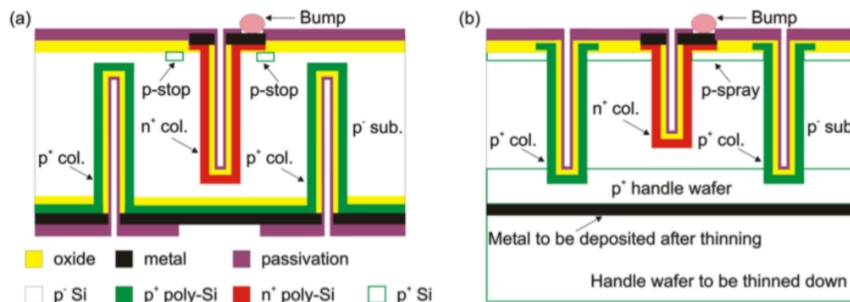 (a)
Bump
p-stop
p-stop
n⁺ col.
p⁻ sub.
p⁺ col.
p⁺ col.
oxide
metal
passivation
p⁻ Si
p⁺ poly-Si
n⁺ poly-Si
p⁺ Si
(b)
Bump
p-spray
n⁺ col.
p⁺ col.
p⁺ col.
p⁻ sub
p⁺ handle wafer
Metal to be deposited after thinning
Handle wafer to be thinned down